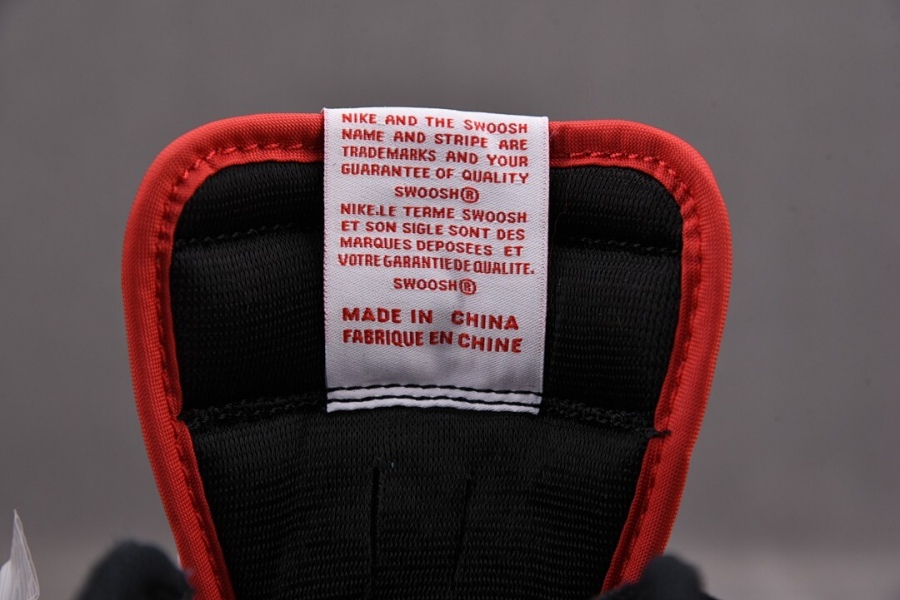 NIKE AND THE SWOOSH
NAME AND STRIPE ARE
TRADEMARKS AND YOUR
GUARANTEE OF QUALITY
SWOOSH®
NIKE.LE TERME SWOOSH
ET SON SIGLE SONT DES
MARQUES DEPOSEES ET
VOTRE GARANTIE DE QUALITE.
SWOOSH®
MADE IN CHINA
FABRIQUE EN CHINE